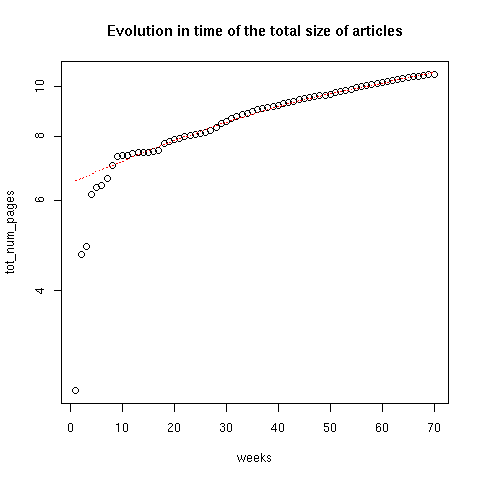 Evolution in time of the total size of articles
10
8
6
4
tot_num_pages
0 10 20 30 40 50 60 70
weeks